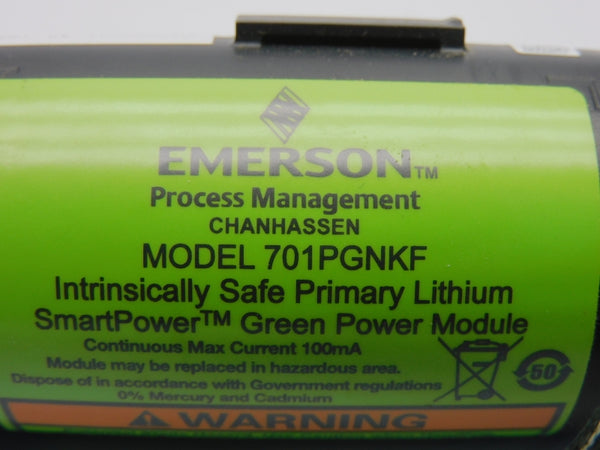 EMERSON™
Process Management
CHANHASSEN
MODEL 701PGNKF
Intrinsically Safe Primary Lithium
SmartPower™ Green Power Module
Continuous Max Current 100mA
Module may be replaced in hazardous area.
Dispose of in accordance with Government regulations
0% Mercury and Cadmium
50
WARNING